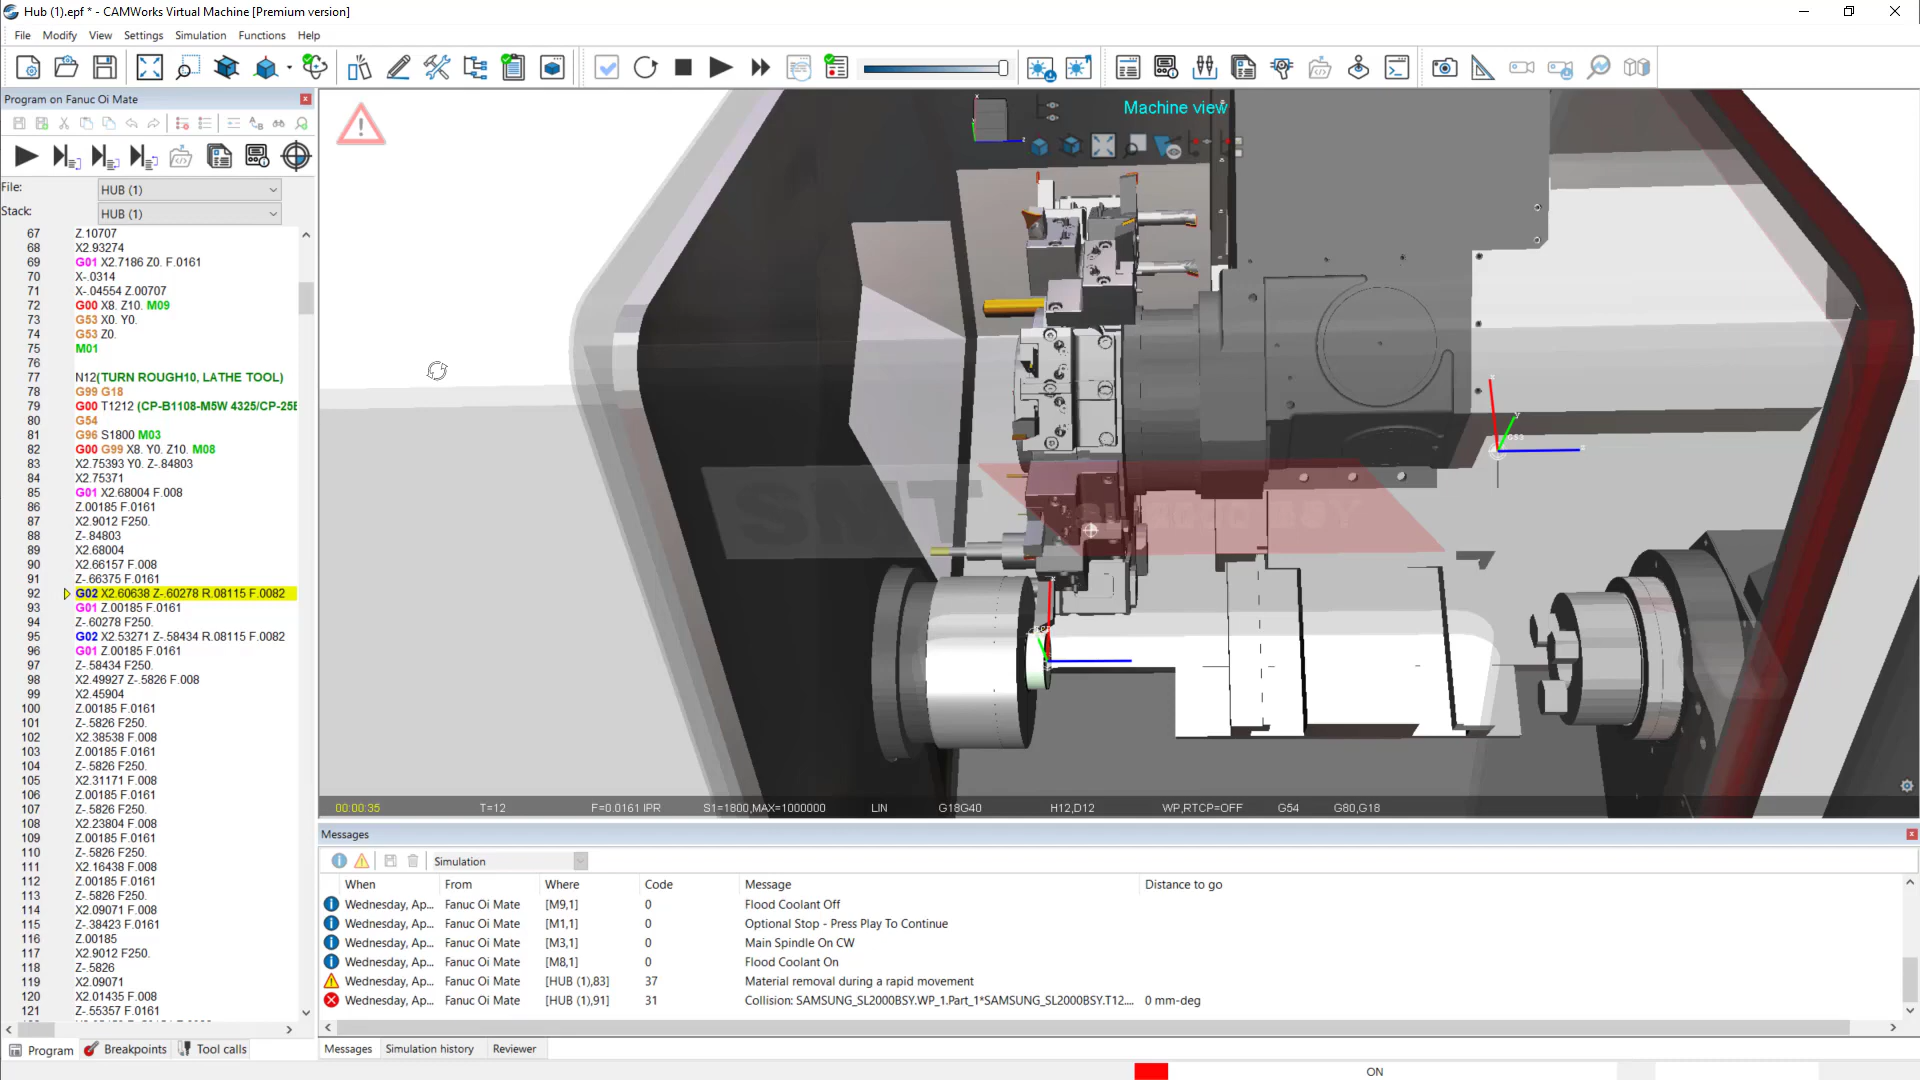 Hub (1).epf * - CAMWorks Virtual Machine [Premium version]
File Modify View Simulation Functions Help
Program on Fanuc Oi Mate
File: HUB (1)
Stack: HUB (1)
67 Z.10707
68 X2.93274
69 G01 X2.7186 Z0. F.0161
70 X-.0314
71 X-.04554 Z.00707
72 G00 X8. Z10. M09
73 G53 X0. Y0.
74 G53 Z0.
75 M01
76
77 N12(TURN ROUGH10, LATHE TOOL)
78 G99 G18
79 G00 T1212 (CP-B1108-M5W 4325/CP-25B
80 G54
81 G96 S1800 M03
82 G00 G99 X8. Y0. Z10. M08
83 X2.75393 Y0. Z-.84803
84 X2.75371
85 G01 X2.68004 F.008
86 Z.00185 F.0161
87 X2.9012 F250.
88 Z-.84803
89 X2.68004
90 X2.66157 F.008
91 Z-.66375 F.0161
92 G02 X2.60638 Z-.60278 R.08115 F.0082
93 G01 Z.00185 F.0161
94 Z-.60278 F250.
95 G02 X2.53271 Z-.58434 R.08115 F.0082
96 G01 Z.00185 F.0161
97 Z-.58434 F250.
98 X2.49927 Z-.5826 F.008
99 X2.45904
100 Z.00185 F.0161
101 Z-.5826 F250.
102 X2.38538 F.008
103 Z.00185 F.0161
104 Z-.5826 F250.
105 X2.31171 F.008
106 Z.00185 F.0161
107 Z-.5826 F250.
108 X2.23804 F.008
109 Z.00185 F.0161
110 Z-.5826 F250.
111 X2.16438 F.008
112 Z.00185 F.0161
113 Z-.5826 F250.
114 X2.09071 F.008
115 Z-.38423 F.0161
116 Z.00185
117 X2.9012 F250.
118 Z-.5826
119 X2.09071
120 X2.01435 F.008
121 Z-.55357 F.0161
Program Breakpoints Tool calls
Machine view
SMT
G53
00:00:35 T=12 F=0.0161 IPR S1=1800,MAX=1000000 LIN G18G40 H12,D12 WP,RTCP=OFF G54 G80,G18
Messages
Simulation
When From Where Code Message Distance to go
Wednesday, Ap... Fanuc Oi Mate [M9,1] 0 Flood Coolant Off
Wednesday, Ap... Fanuc Oi Mate [M1,1] 0 Optional Stop - Press Play To Continue
Wednesday, Ap... Fanuc Oi Mate [M3,1] 0 Main Spindle On CW
Wednesday, Ap... Fanuc Oi Mate [M8,1] 0 Flood Coolant On
Wednesday, Ap... Fanuc Oi Mate [HUB (1),83] 37 Material removal during a rapid movement
Wednesday, Ap... Fanuc Oi Mate [HUB (1),91] 31 Collision: SAMSUNG_SL2000BSY.WP_1.Part_1*SAMSUNG_SL2000BSY.T12.... 0 mm-deg
Messages Simulation history Reviewer
ON